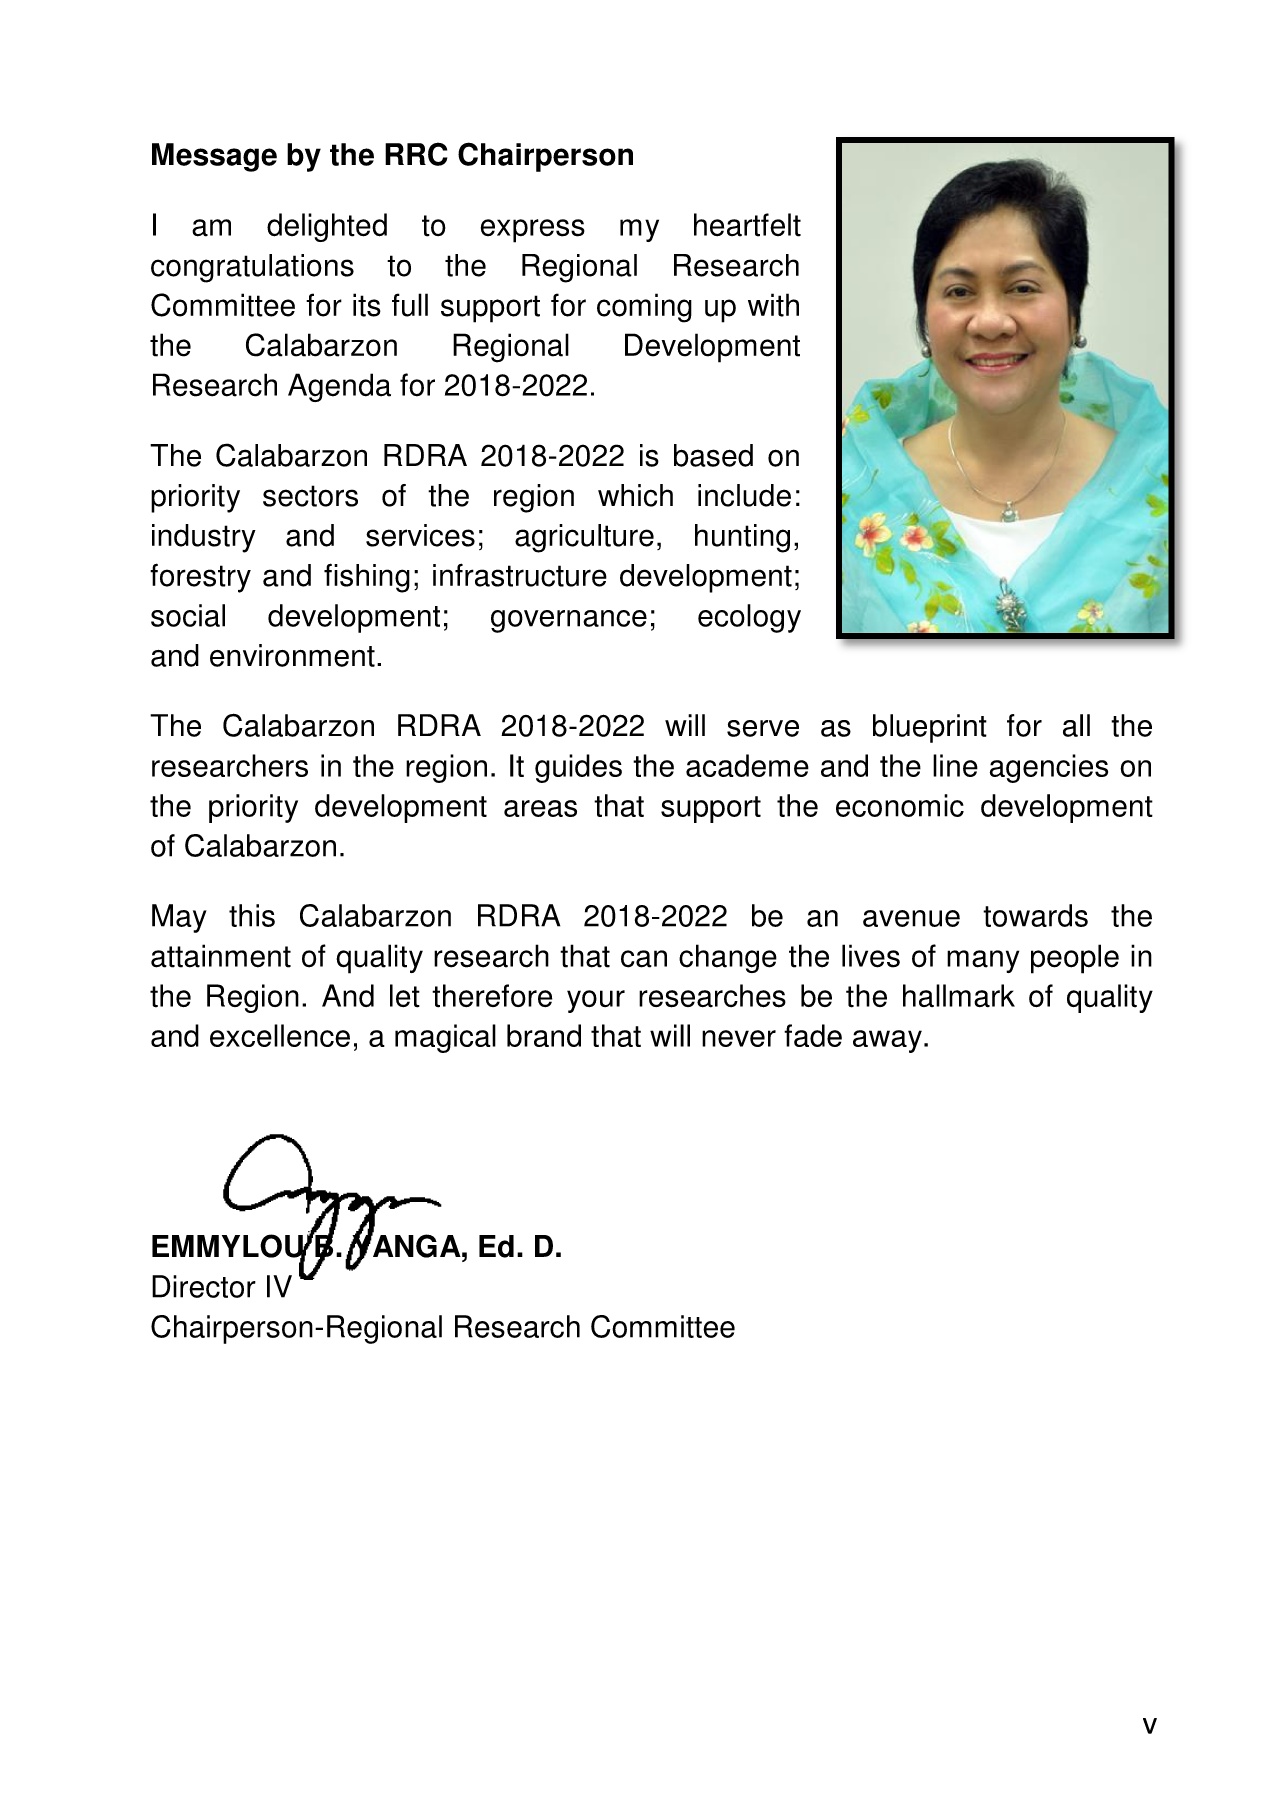 Message by the RRC Chairperson
I am delighted to express my heartfelt
congratulations to the Regional Research
Committee for its full support for coming up with
the Calabarzon Regional Development
Research Agenda for 2018-2022.
The Calabarzon RDRA 2018-2022 is based on
priority sectors of the region which include:
industry and services; agriculture, hunting,
forestry and fishing; infrastructure development;
social development; governance; ecology
and environment.
The Calabarzon RDRA 2018-2022 will serve as blueprint for all the
researchers in the region. It guides the academe and the line agencies on
the priority development areas that support the economic development
of Calabarzon.
May this Calabarzon RDRA 2018-2022 be an avenue towards the
attainment of quality research that can change the lives of many people in
the Region. And let therefore your researches be the hallmark of quality
and excellence, a magical brand that will never fade away.
EMMYLOU B. YANGA, Ed. D.
Director IV
Chairperson-Regional Research Committee
v